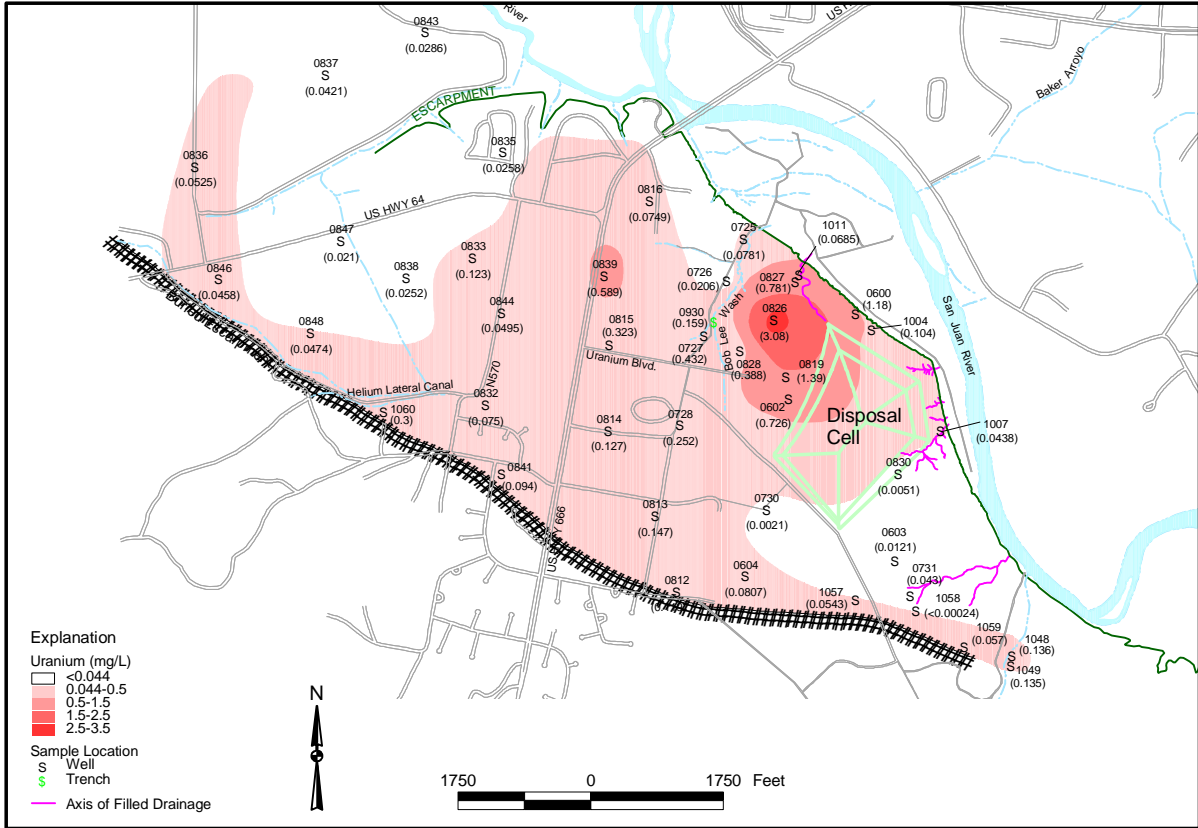 0843
S
(0.0286)
River
US H
0837
S
(0.0421)
Baker Arroyo
ESCARPMENT
0835
S
(0.0258)
0836
S
(0.0525)
0816
S
(0.0749)
US HWY 64
0847
S
(0.021)
0725
S
(0.0781)
1011
(0.0685)
0833
S
(0.123)
0838
S
(0.0252)
0846
S
(0.0458)
0839
S
(0.589)
0726
S
(0.0206)
0827
S
(0.781)
0600
(1.18)
S
1004
(0.104)
S
San Juan River
0844
S
(0.0495)
0815
(0.323)
S
0930
(0.159)
$
S
0727
(0.432)
Bob Lee Wash
0826
S
(3.08)
0848
S
(0.0474)
Uranium Blvd.
S
0828
(0.388)
0819
S
(1.39)
Helium Lateral Canal
N570
0832
S
(0.075)
S
1060
(0.3)
0814
S
(0.127)
0728
S
(0.252)
0602
S
(0.726)
Disposal
Cell
S
1007
(0.0438)
0841
S
(0.094)
0830
S
(0.0051)
0813
S
(0.147)
0730
S
(0.0021)
US HWY 666
0603
(0.0121)
S
0604
S
(0.0807)
0812
S
1057
(0.0543)
S
0731
(0.043)
S
S
1058
(<0.00024)
1059
(0.057)
S
1048
(0.136)
S
S
1049
(0.135)
Explanation
Uranium (mg/L)
<0.044
0.044-0.5
0.5-1.5
1.5-2.5
2.5-3.5
Sample Location
S Well
$ Trench
Axis of Filled Drainage
N
1750 0 1750 Feet